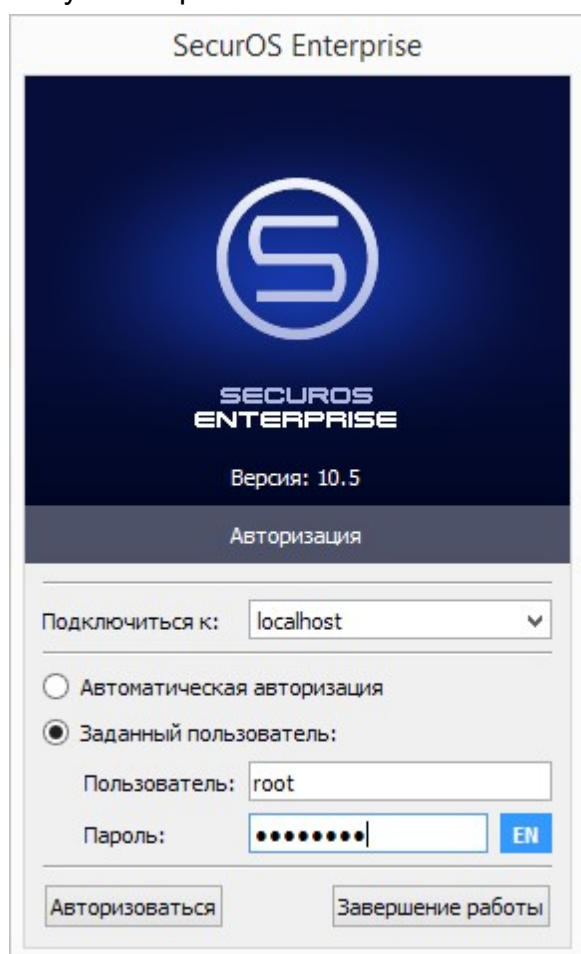 SecurOS Enterprise
SECUROS
ENTERPRISE
Версия: 10.5
Авторизация
Подключиться к: localhost
Автоматическая авторизация
Заданный пользователь:
Пользователь: root
Пароль: ●●●●●●●● EN
Авторизоваться Завершение работы